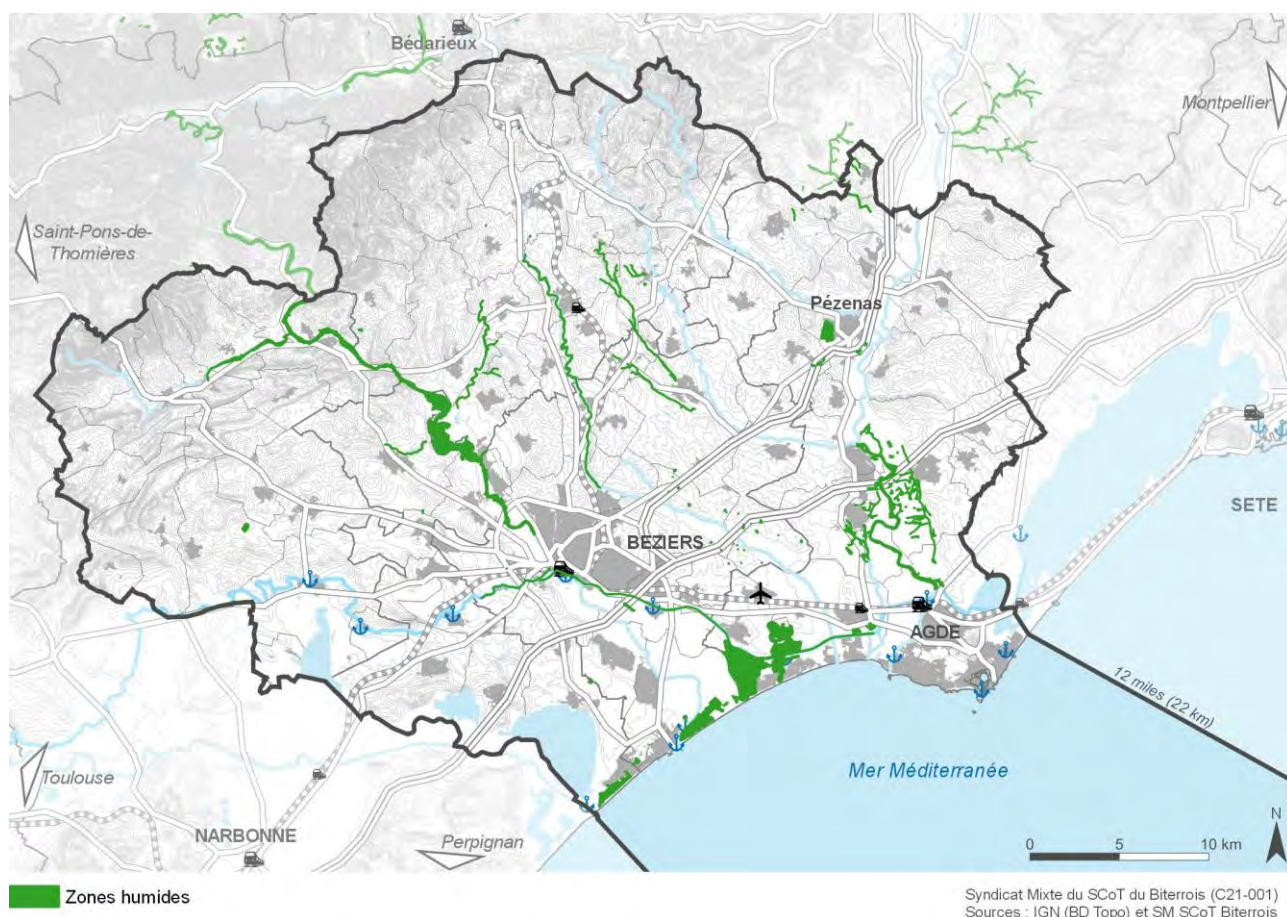 Bédarieux
Montpellier
Saint-Pons-de-
Thomières
Pézenas
SETE
BEZIERS
AGDE
12 miles (22 km)
Mer Méditerranée
Toulouse
NARBONNE
Perpignan
N
0 5 10 km
Zones humides
Syndicat Mixte du SCoT du Biterrois (C21-001)
Sources : IGN (BD Topo) et SM SCoT Biterrois